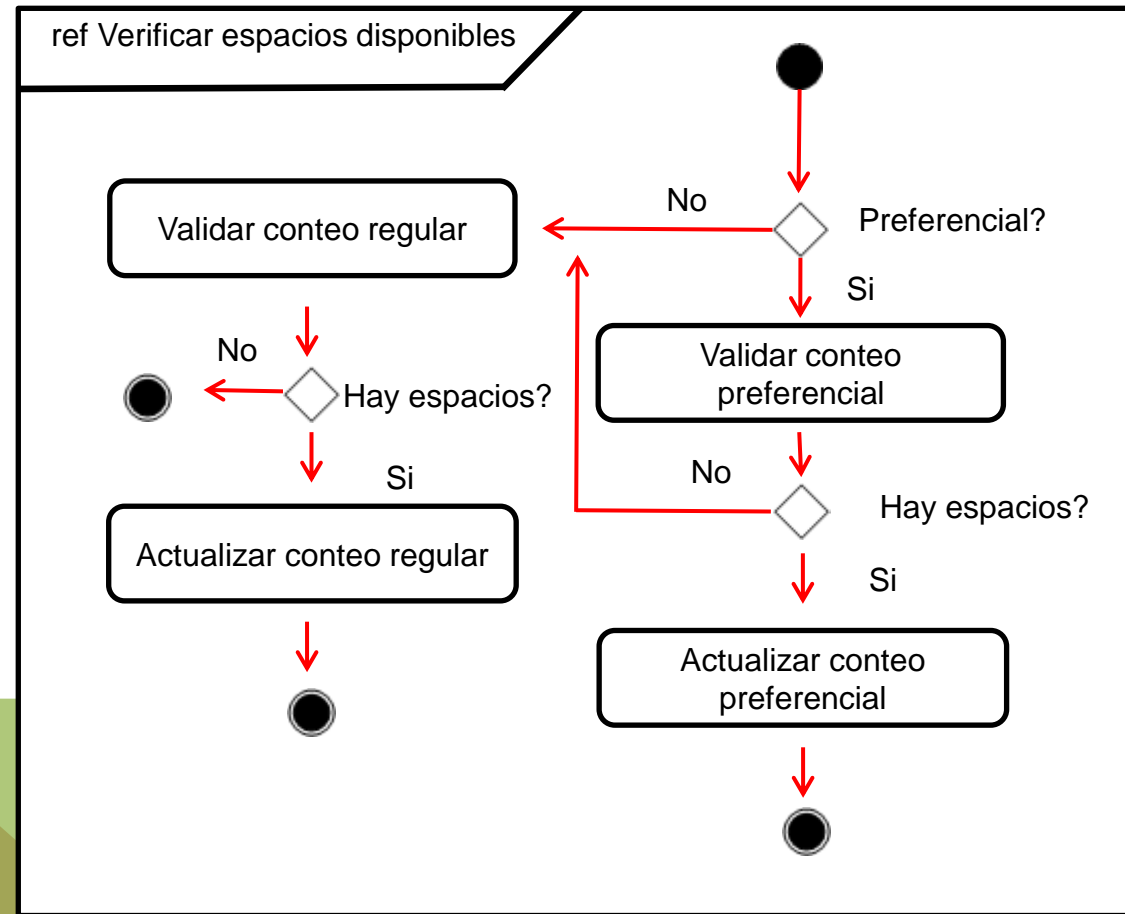 ref Verificar espacios disponibles
No
Preferencial?
Validar conteo regular
Si
Validar conteo
preferencial
No
Hay espacios?
No
Hay espacios?
Si
Si
Actualizar conteo regular
Actualizar conteo
preferencial